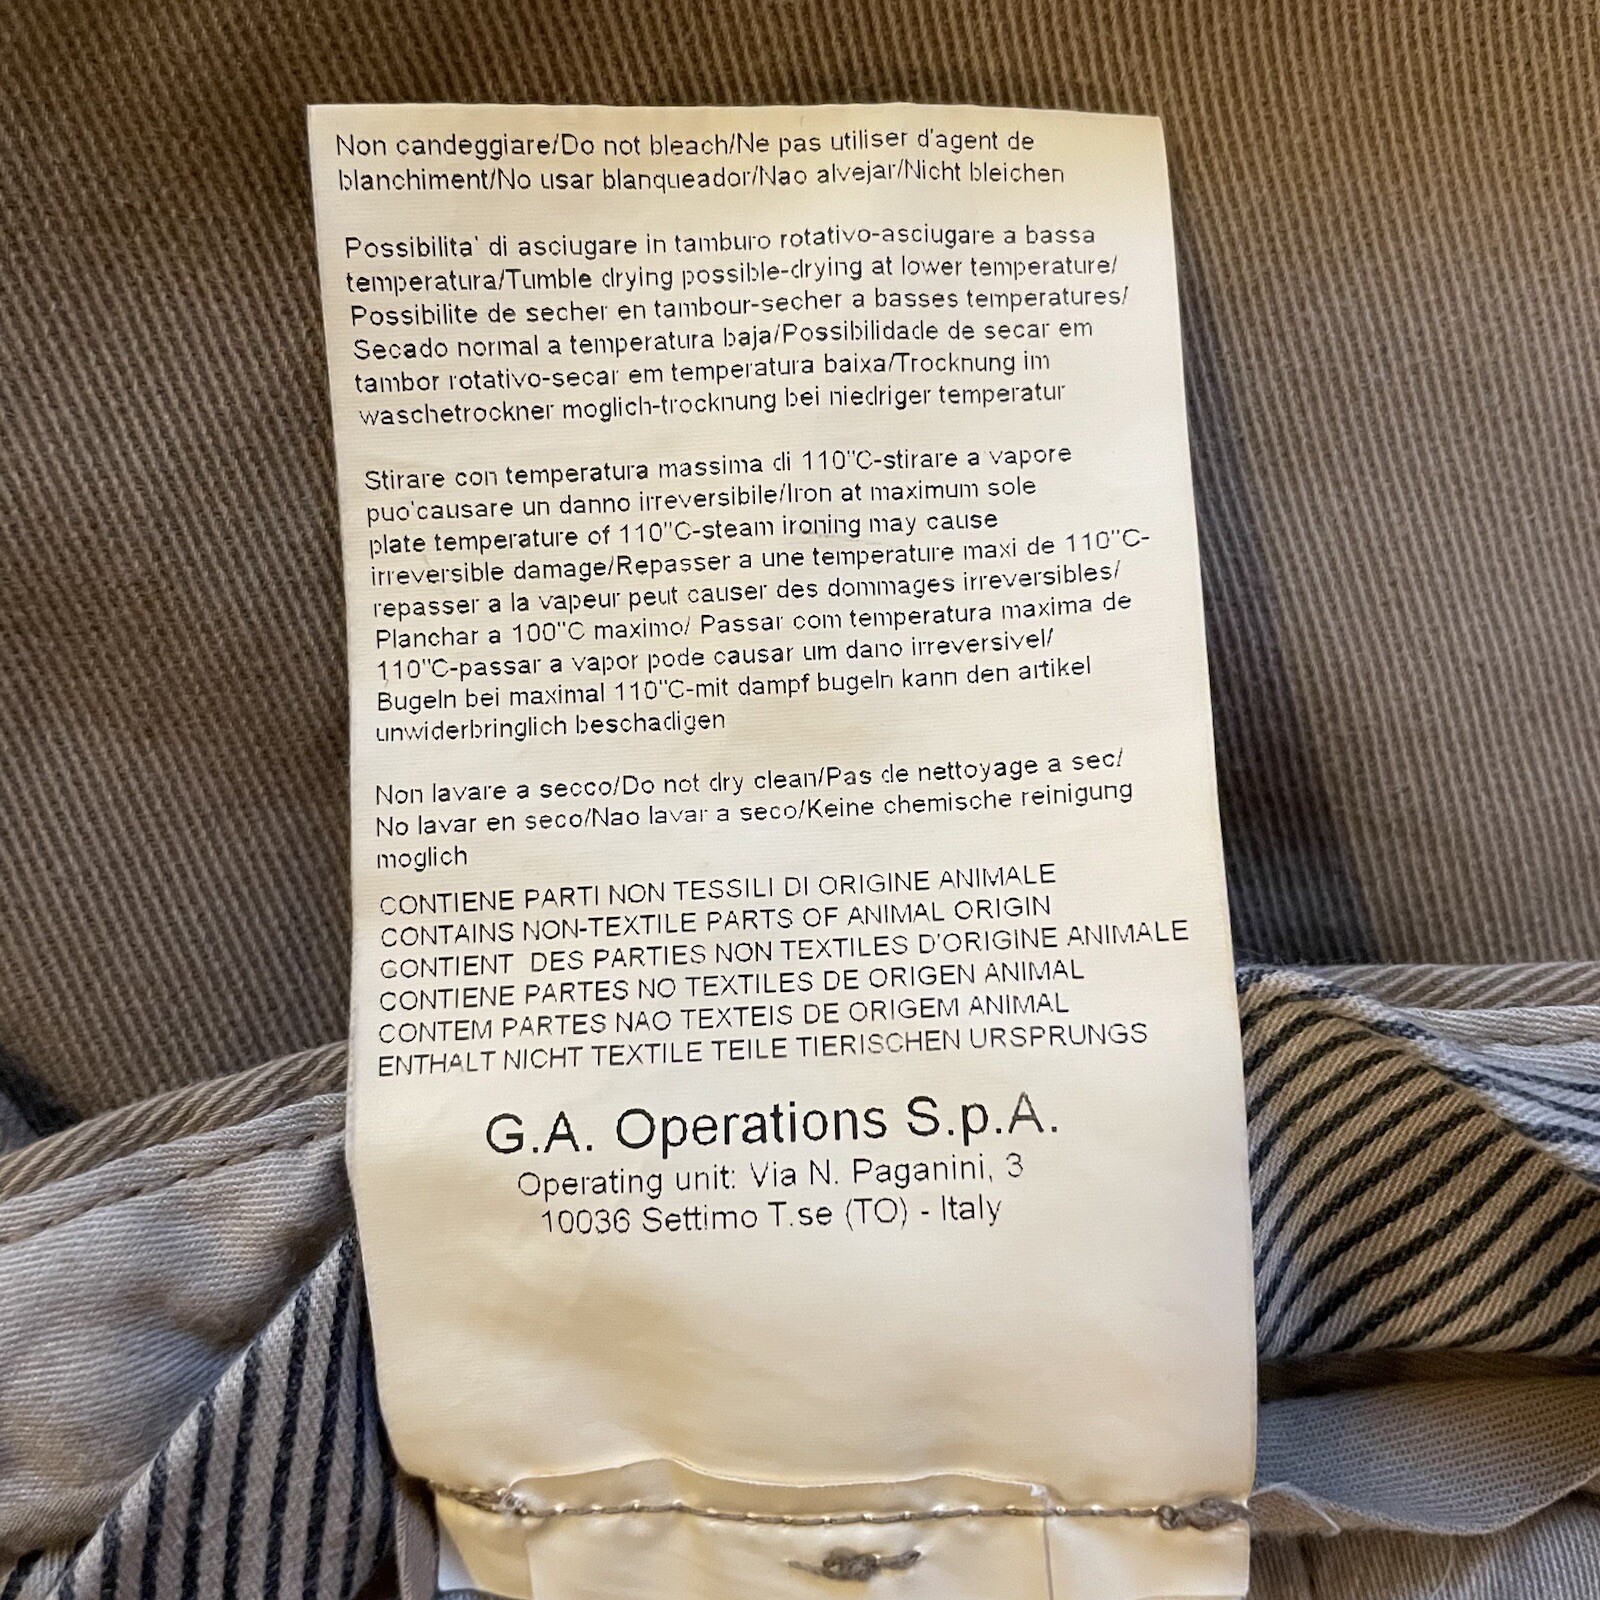 Non candeggiare/Do not bleach/Ne pas utiliser d'agent de
blanchiment/No usar blanqueador/Nao alvejar/Nicht bleichen
Possibilita' di asciugare in tamburo rotativo-asciugare a bassa
temperatura/Tumble drying possible-drying at lower temperature/
Possibilite de secher en tambour-secher a basses temperatures/
Secado normal a temperatura baja/Possibilidade de secar em
tambor rotativo-secar em temperatura baixa/Trocknung im
waschetrockner moglich-trocknung bei niedriger temperatur
Stirare con temperatura massima di 110"C-stirare a vapore
puo'causare un danno irreversibile/Iron at maximum sole
plate temperature of 110"C-steam ironing may cause
irreversible damage/Repasser a une temperature maxi de 110"C-
repasser a la vapeur peut causer des dommages irreversibles/
Planchar a 100"C maximo/ Passar com temperatura maxima de
110"C-passar a vapor pode causar um dano irreversivel/
Bugeln bei maximal 110"C-mit dampf bugeln kann den artikel
unwiderbringlich beschadigen
Non lavare a secco/Do not dry clean/Pas de nettoyage a sec/
No lavar en seco/Nao lavar a seco/Keine chemische reinigung
moglich
CONTIENE PARTI NON TESSILI DI ORIGINE ANIMALE
CONTAINS NON-TEXTILE PARTS OF ANIMAL ORIGIN
CONTIENT DES PARTIES NON TEXTILES D'ORIGINE ANIMALE
CONTIENE PARTES NO TEXTILES DE ORIGEN ANIMAL
CONTEM PARTES NAO TEXTEIS DE ORIGEM ANIMAL
ENTHALT NICHT TEXTILE TEILE TIERISCHEN URSPRUNGS
G.A. Operations S.p.A.
Operating unit: Via N. Paganini, 3
10036 Settimo T.se (TO) - Italy